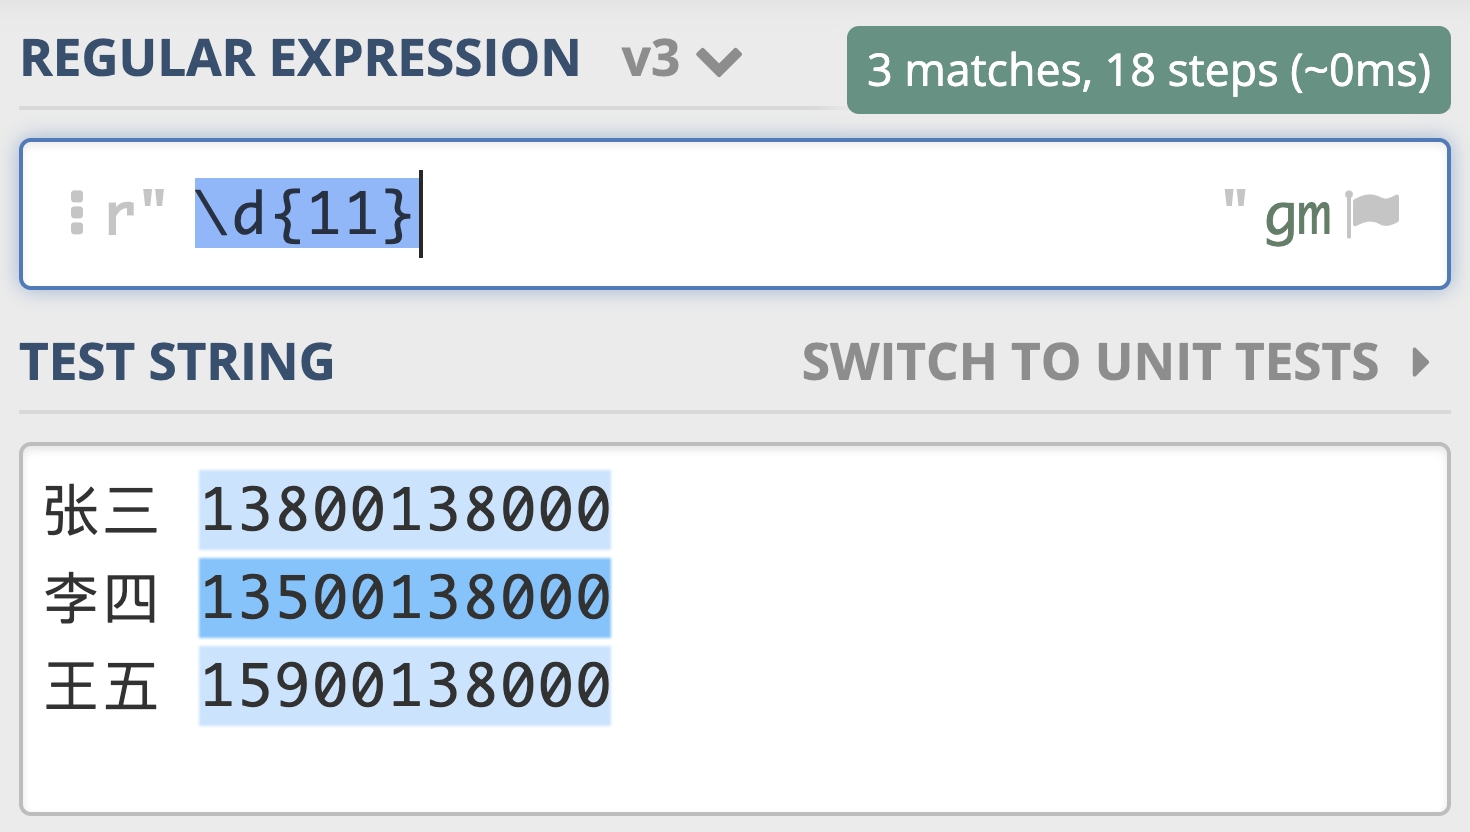 REGULAR EXPRESSION v3 3 matches, 18 steps (~0ms)
r" \d{11} " gm
TEST STRING SWITCH TO UNIT TESTS
张三 13800138000
李四 13500138000
王五 15900138000